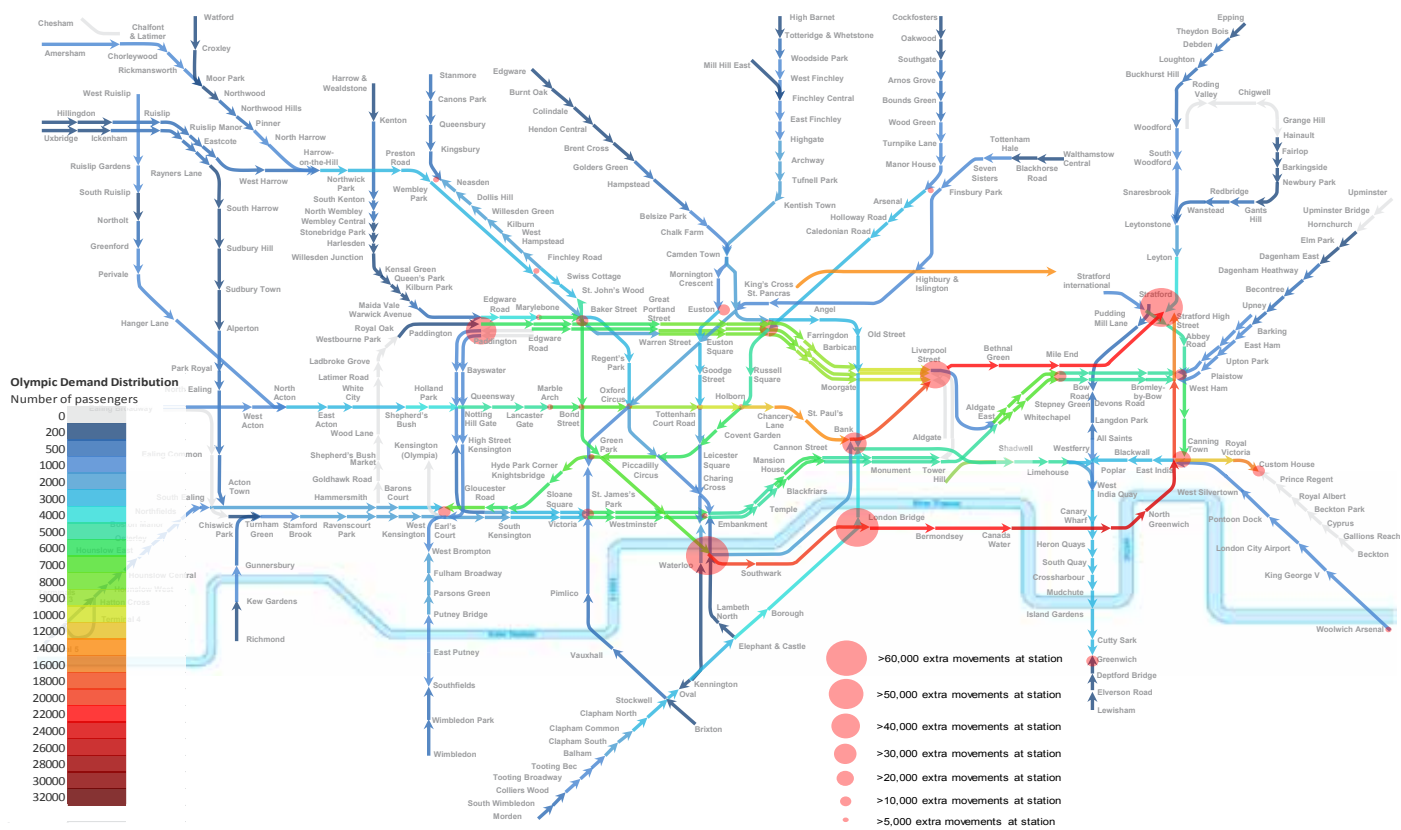 Chesham
Chalfont
& Latimer
Amersham
Chorleywood
Rickmansworth
Watford
Croxley
Moor Park
Northwood
Northwood Hills
Pinner
North Harrow
West Ruislip
Hillingdon
Ruislip
Ruislip Manor
Eastcote
Uxbridge
Ickenham
Rayners Lane
Ruislip Gardens
South Ruislip
Northolt
Greenford
Perivale
Hanger Lane
West Harrow
Harrow-
on-the-Hill
South Harrow
Sudbury Hill
Sudbury Town
Alperton
Park Royal
Harrow &
Wealdstone
Kenton
Preston
Road
Northwick
Park
South Kenton
North Wembley
Wembley Central
Stonebridge Park
Harlesden
Willesden Junction
Kensal Green
Queen's Park
Kilburn Park
Maida Vale
Warwick Avenue
Royal Oak
Westbourne Park
Ladbroke Grove
Latimer Road
Stanmore
Canons Park
Queensbury
Kingsbury
Wembley
Park
Neasden
Dollis Hill
Willesden Green
Kilburn
West
Hampstead
Finchley Road
Swiss Cottage
St. John's Wood
Edgware
Burnt Oak
Colindale
Hendon Central
Brent Cross
Golders Green
Hampstead
Belsize Park
Chalk Farm
Camden Town
Mornington
Crescent
Euston
Mill Hill East
High Barnet
Totteridge & Whetstone
Woodside Park
West Finchley
Finchley Central
East Finchley
Highgate
Archway
Tufnell Park
Kentish Town
Cockfosters
Oakwood
Southgate
Arnos Grove
Bounds Green
Wood Green
Turnpike Lane
Manor House
Arsenal
Holloway Road
Caledonian Road
Tottenham
Hale
Seven
Sisters
Blackhorse
Road
Walthamstow
Central
Finsbury Park
Highbury &
Islington
King's Cross
St. Pancras
Epping
Theydon Bois
Debden
Loughton
Buckhurst Hill
Roding
Valley
Chigwell
Grange Hill
Hainault
Fairlop
Barkingside
Newbury Park
Woodford
South
Woodford
Snaresbrook
Redbridge
Wanstead
Gants
Hill
Leytonstone
Leyton
Upminster
Upminster Bridge
Hornchurch
Elm Park
Dagenham East
Dagenham Heathway
Becontree
Upney
Barking
East Ham
Upton Park
Plaistow
West Ham
Stratford
international
Stratford
Stratford High
Street
Abbey
Road
Pudding
Mill Lane
Edgware
Road
Marylebone
Paddington
Paddington
Edgware
Road
Baker Street
Great
Portland
Street
Warren Street
Euston
Square
Regent's
Park
Goodge
Street
Russell
Square
Angel
Old Street
Farringdon
Barbican
Moorgate
Liverpool
Street
Bethnal
Green
Mile End
Bow
Road
Devons Road
Bromley-
by-Bow
Stepney Green
Whitechapel
Langdon Park
All Saints
Aldgate
East
Aldgate
Bayswater
Queensway
Notting
Hill Gate
Lancaster
Gate
Marble
Arch
Bond
Street
Oxford
Circus
Tottenham
Court Road
Holborn
Chancery
Lane
St. Paul's
Bank
Covent Garden
Leicester
Square
Charing
Cross
Cannon Street
Mansion
House
Monument
Tower
Hill
Shadwell
Limehouse
Westferry
Poplar
Blackwall
East India
Canning
Town
Royal
Victoria
Custom House
Prince Regent
Royal Albert
Beckton Park
Cyprus
Gallions Reach
Beckton
Ealing
West
Acton
North
Acton
East
Acton
White
City
Wood Lane
Shepherd's
Bush
Holland
Park
Shepherd's Bush
Market
Goldhawk Road
Hammersmith
Kensington
(Olympia)
High Street
Kensington
Barons
Court
Gloucester
Road
Hyde Park Corner
Knightsbridge
Green
Park
Piccadilly
Circus
Sloane
Square
St. James's
Park
Victoria
Westminster
Embankment
Temple
Blackfriars
South
Kensington
Earl's
Court
West
Kensington
Ravenscourt
Park
Stamford
Brook
Turnham
Green
Chiswick
Park
Acton
Town
Gunnersbury
Kew Gardens
Richmond
West Brompton
Fulham Broadway
Parsons Green
Putney Bridge
East Putney
Southfields
Wimbledon Park
Wimbledon
Pimlico
Vauxhall
Stockwell
Clapham North
Clapham Common
Clapham South
Balham
Tooting Bec
Tooting Broadway
Colliers Wood
South Wimbledon
Morden
Brixton
Oval
Kennington
Elephant & Castle
Lambeth
North
Borough
Waterloo
Southwark
London Bridge
Bermondsey
Canada
Water
North
Greenwich
West
India Quay
Canary
Wharf
Heron Quays
South Quay
Crossharbour
Mudchute
Island Gardens
Cutty Sark
Greenwich
Deptford Bridge
Elverson Road
Lewisham
West Silvertown
Pontoon Dock
London City Airport
King George V
Woolwich Arsenal
Olympic Demand Distribution
Number of passengers
0
200
500
1000
2000
3000
4000
5000
6000
7000
8000
9000
10000
12000
14000
16000
18000
20000
22000
24000
26000
28000
30000
32000
>60,000 extra movements at station
>50,000 extra movements at station
>40,000 extra movements at station
>30,000 extra movements at station
>20,000 extra movements at station
>10,000 extra movements at station
>5,000 extra movements at station